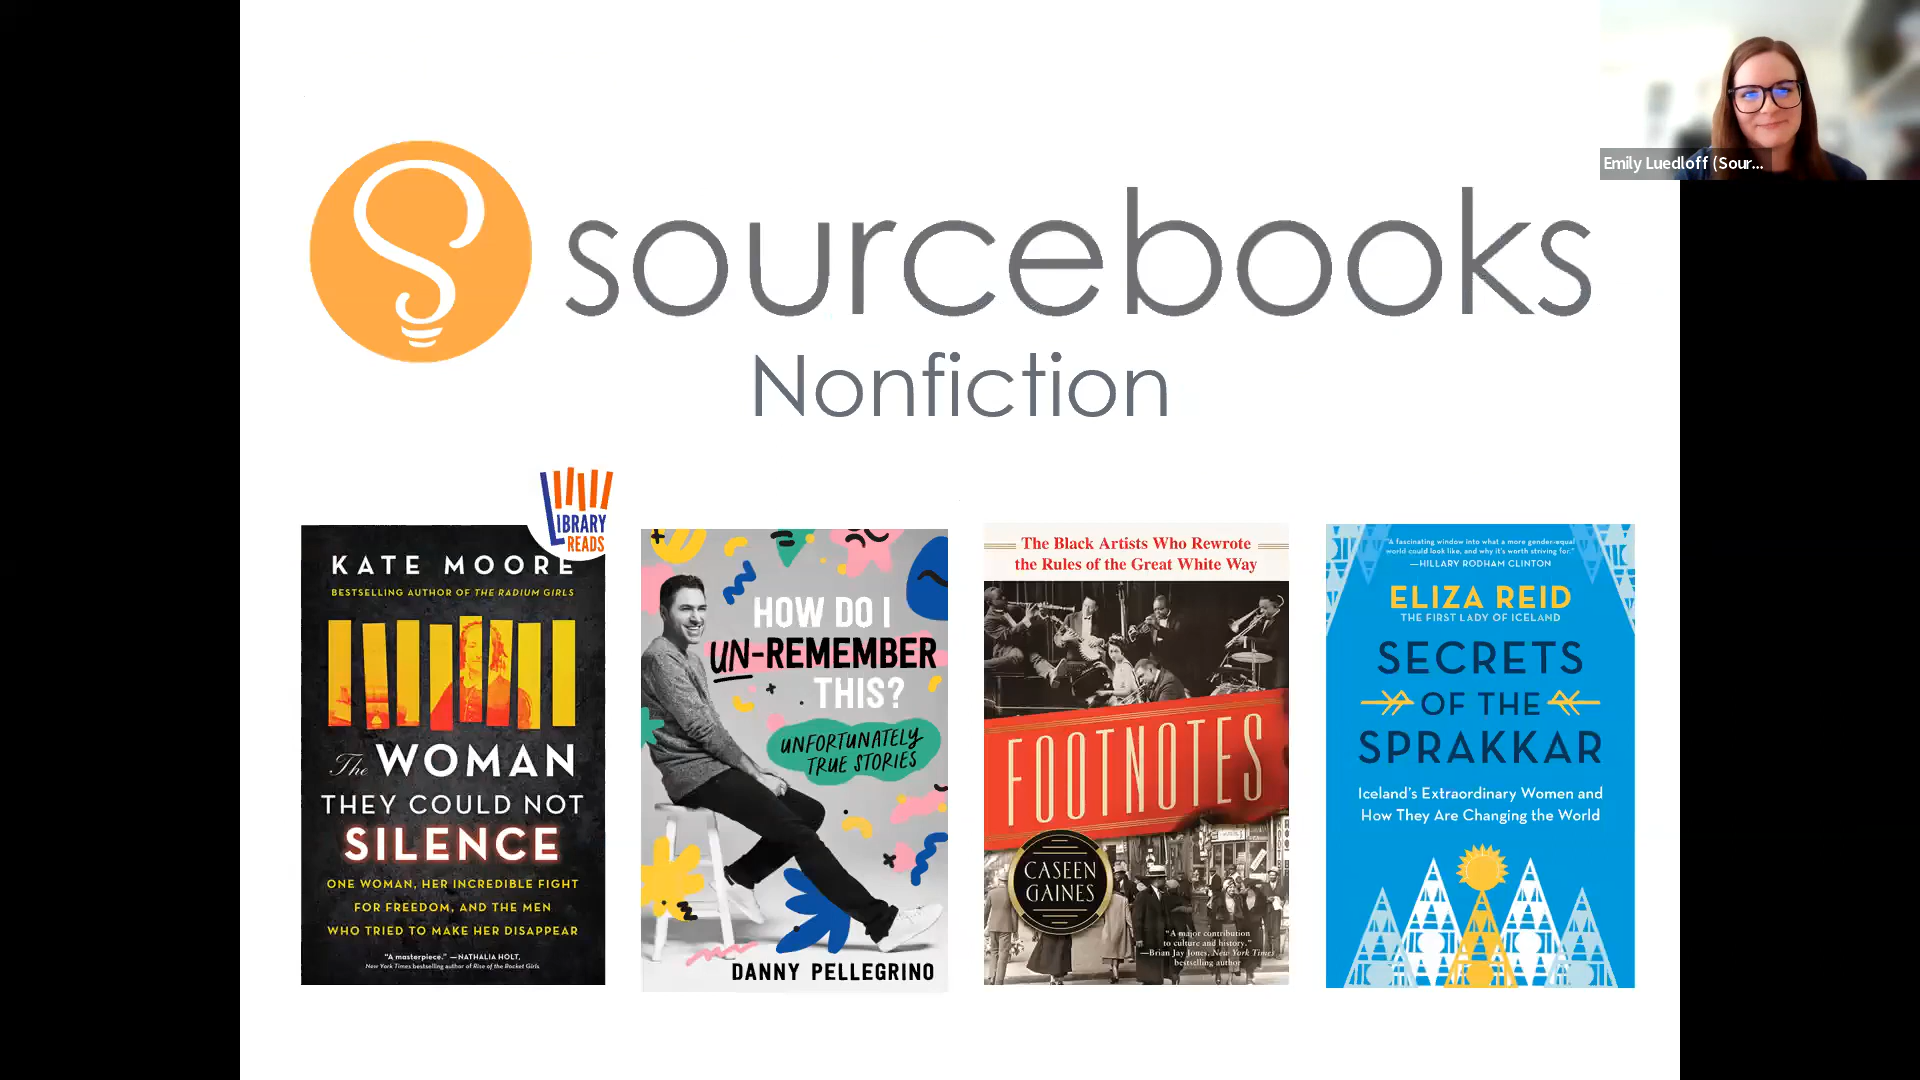 Emily Luedloff (Sour...
sourcebooks
Nonfiction
LIBRARY
READS
KATE MOORE
BESTSELLING AUTHOR OF THE RADIUM GIRLS
The WOMAN
THEY COULD NOT
SILENCE
ONE WOMAN, HER INCREDIBLE FIGHT
FOR FREEDOM, AND THE MEN
WHO TRIED TO MAKE HER DISAPPEAR
"A masterpiece." —NATHALIA HOLT,
New York Times bestselling author of Rise of the Rocket Girls
HOW DO I
UN-REMEMBER
THIS?
UNFORTUNATELY
TRUE STORIES
DANNY PELLEGRINO
The Black Artists Who Rewrote
the Rules of the Great White Way
FOOTNOTES
CASEEN
GAINES
"A major contribution
to culture and history."
—Brian Jay Jones, New York Times
bestselling author
"A fascinating window into what a more gender-equal
world could look like, and why it's worth striving for."
—HILLARY RODHAM CLINTON
ELIZA REID
THE FIRST LADY OF ICELAND
SECRETS
OF THE
SPRAKKAR
Iceland's Extraordinary Women and
How They Are Changing the World